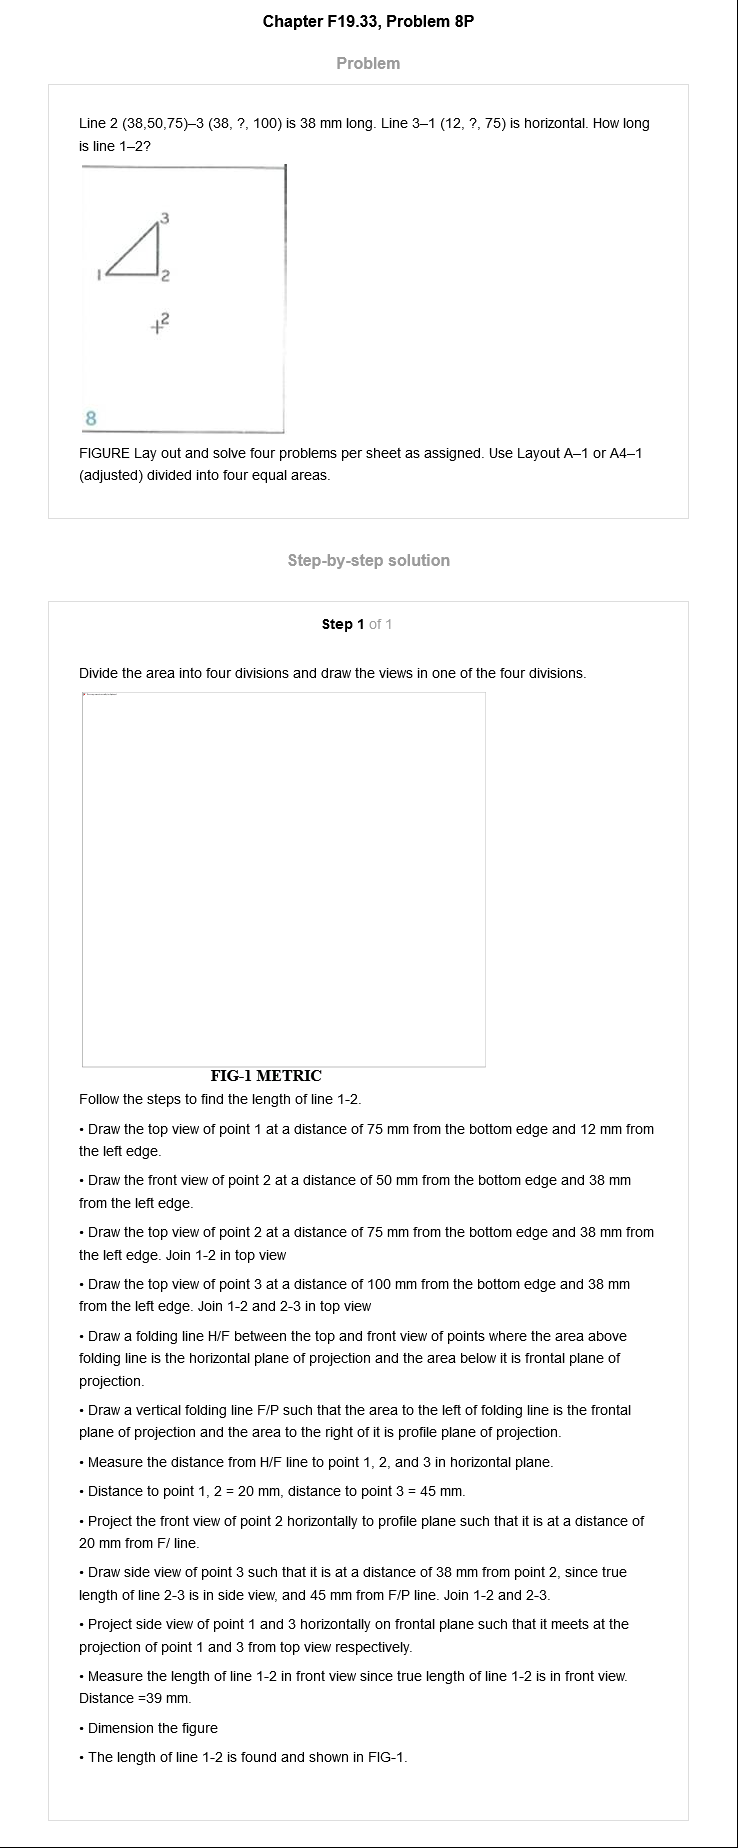 Chapter F19.33, Problem 8P
Problem
Line 2 (38,50,75)–3 (38, ?, 100) is 38 mm long. Line 3–1 (12, ?, 75) is horizontal. How long
is line 1–2?
3
1
2
2
8
FIGURE Lay out and solve four problems per sheet as assigned. Use Layout A–1 or A4–1
(adjusted) divided into four equal areas.
Step-by-step solution
Step 1 of 1
Divide the area into four divisions and draw the views in one of the four divisions.
FIG-1 METRIC
Follow the steps to find the length of line 1-2.
• Draw the top view of point 1 at a distance of 75 mm from the bottom edge and 12 mm from
the left edge.
• Draw the front view of point 2 at a distance of 50 mm from the bottom edge and 38 mm
from the left edge.
• Draw the top view of point 2 at a distance of 75 mm from the bottom edge and 38 mm from
the left edge. Join 1-2 in top view
• Draw the top view of point 3 at a distance of 100 mm from the bottom edge and 38 mm
from the left edge. Join 1-2 and 2-3 in top view
• Draw a folding line H/F between the top and front view of points where the area above
folding line is the horizontal plane of projection and the area below it is frontal plane of
projection.
• Draw a vertical folding line F/P such that the area to the left of folding line is the frontal
plane of projection and the area to the right of it is profile plane of projection.
• Measure the distance from H/F line to point 1, 2, and 3 in horizontal plane.
• Distance to point 1, 2 = 20 mm, distance to point 3 = 45 mm.
• Project the front view of point 2 horizontally to profile plane such that it is at a distance of
20 mm from F/ line.
• Draw side view of point 3 such that it is at a distance of 38 mm from point 2, since true
length of line 2-3 is in side view, and 45 mm from F/P line. Join 1-2 and 2-3.
• Project side view of point 1 and 3 horizontally on frontal plane such that it meets at the
projection of point 1 and 3 from top view respectively.
• Measure the length of line 1-2 in front view since true length of line 1-2 is in front view.
Distance =39 mm.
• Dimension the figure
• The length of line 1-2 is found and shown in FIG-1.